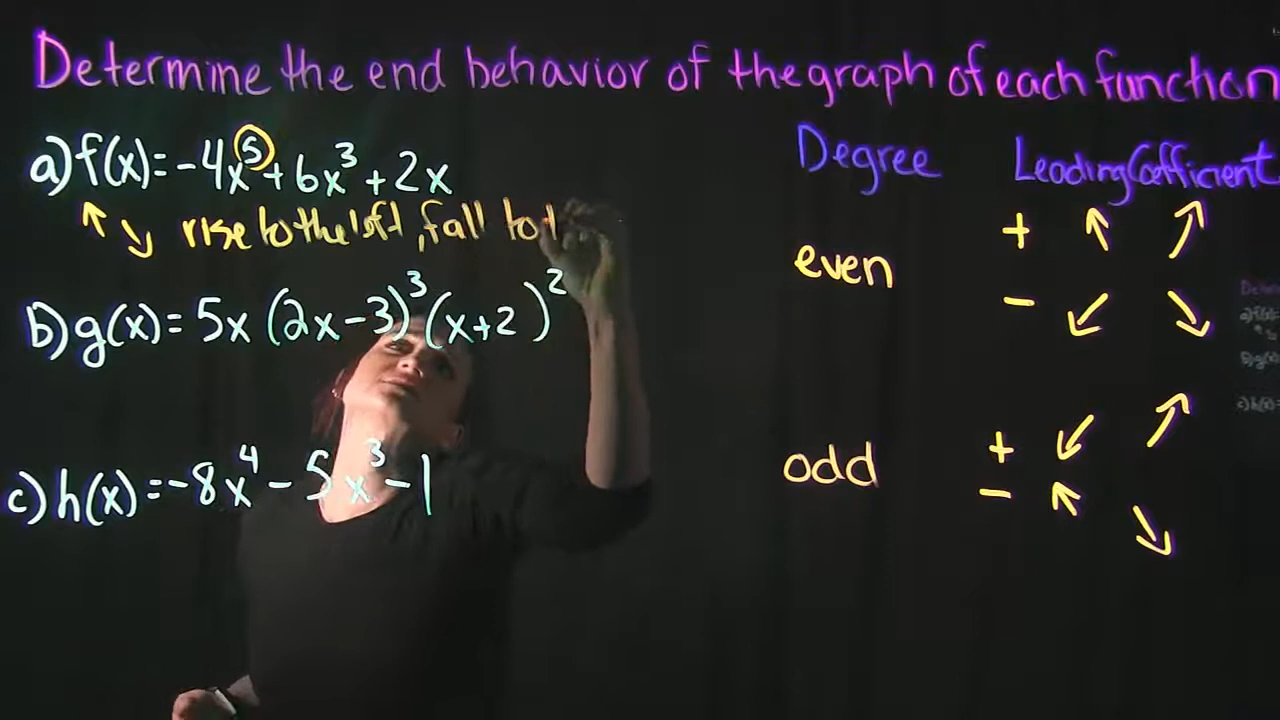 Determine the end behavior of the graph of each function
a) f(x) = -4x⁵ + 6x³ + 2x
↖ ↘ rise to the left, fall to t
b) g(x) = 5x (2x-3)³ (x+2)²
c) h(x) = -8x⁴ - 5x³ - 1
Degree Leading Coefficient
even + ↖ ↗
- ↙ ↘
odd + ↙ ↗
- ↖ ↘